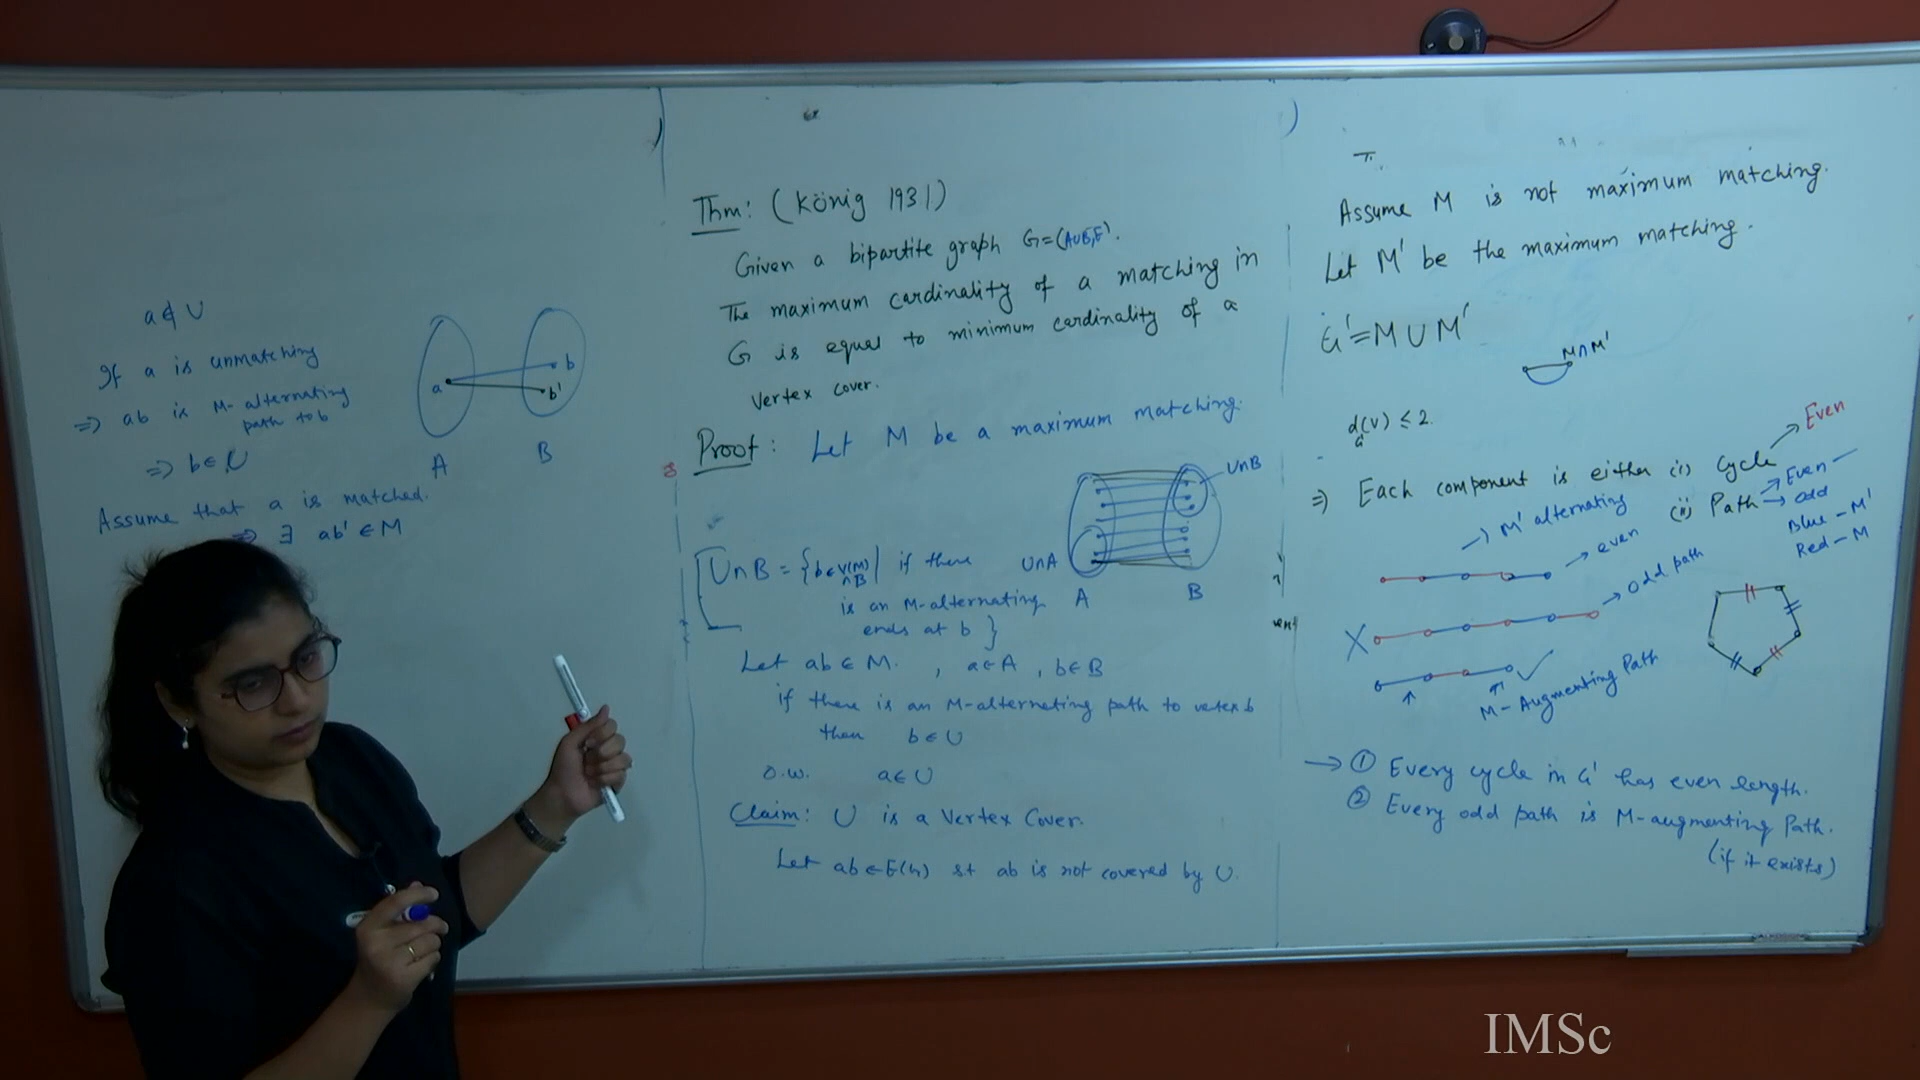 a ∉ U
If a is unmatching
⇒ ab is M-alternating
path to b
⇒ b ∈ U
Assume that a is matched.
⇒ ∃ ab' ∈ M
a
b
b'
A
B
Thm: (König 1931)
Given a bipartite graph G=(A∪B,E).
The maximum cardinality of a matching in
G is equal to minimum cardinality of a
vertex cover.
Proof: Let M be a maximum matching.
U∩B = {b∈V(M)∩B | if there
is an M-alternating
ends at b }
U∩A
U∩B
A
B
Let ab ∈ M. , a∈A , b∈B
if there is an M-alternating path to vertex b
then b∈U
O.W. a∈U
Claim: U is a Vertex Cover.
Let ab∈E(G) st ab is not covered by U.
Assume M is not maximum matching.
Let M' be the maximum matching.
G'=M∪M'
M∩M'
d(v) ≤ 2.
G'
⇒ Each component is either (i) Cycle → Even
(ii) Path → Even
→ odd
→ M' alternating
Blue - M'
Red - M
→ even
X → odd path
M-Augmenting Path
→ ① Every cycle in G' has even length.
② Every odd path is M-augmenting Path.
(if it exists)
IMSc